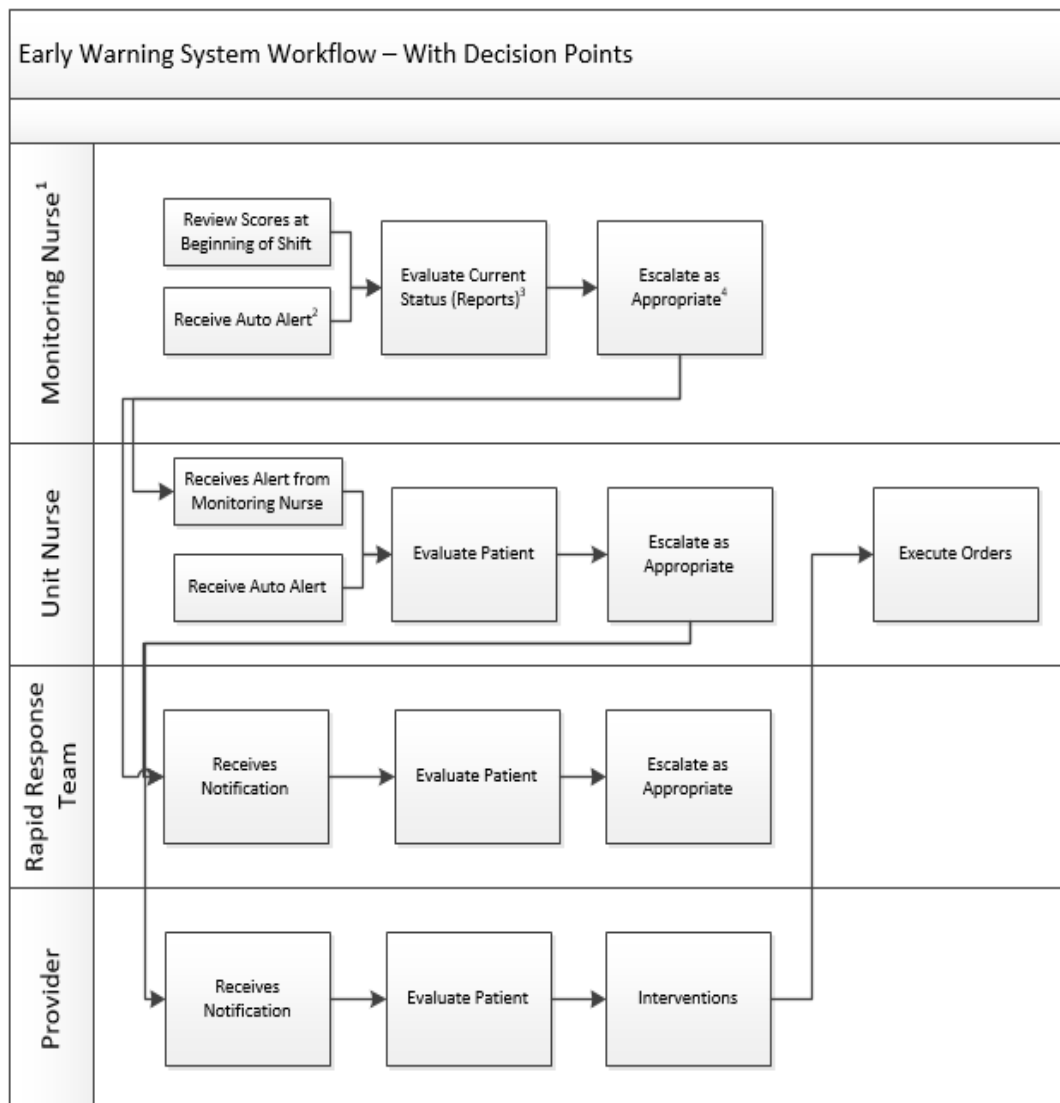 Early Warning System Workflow – With Decision Points
Monitoring Nurse¹
Review Scores at
Beginning of Shift
Receive Auto Alert²
Evaluate Current
Status (Reports)³
Escalate as
Appropriate⁴
Unit Nurse
Receives Alert from
Monitoring Nurse
Receive Auto Alert
Evaluate Patient
Escalate as
Appropriate
Execute Orders
Rapid Response
Team
Receives
Notification
Evaluate Patient
Escalate as
Appropriate
Provider
Receives
Notification
Evaluate Patient
Interventions